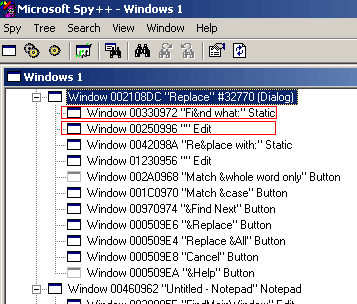 Microsoft Spy++ - Windows 1
Spy Tree Search View Window Help
Windows 1
Window 002108DC "Replace" #32770 (Dialog)
Window 00330972 "Fi&nd what:" Static
Window 00250996 "" Edit
Window 0042098A "Re&place with:" Static
Window 01230956 "" Edit
Window 002A0968 "Match &whole word only" Button
Window 001C0970 "Match &case" Button
Window 00970974 "&Find Next" Button
Window 000509E6 "&Replace" Button
Window 000509E4 "Replace &All" Button
Window 000509E8 "Cancel" Button
Window 000509EA "&Help" Button
Window 00460962 "Untitled - Notepad" Notepad